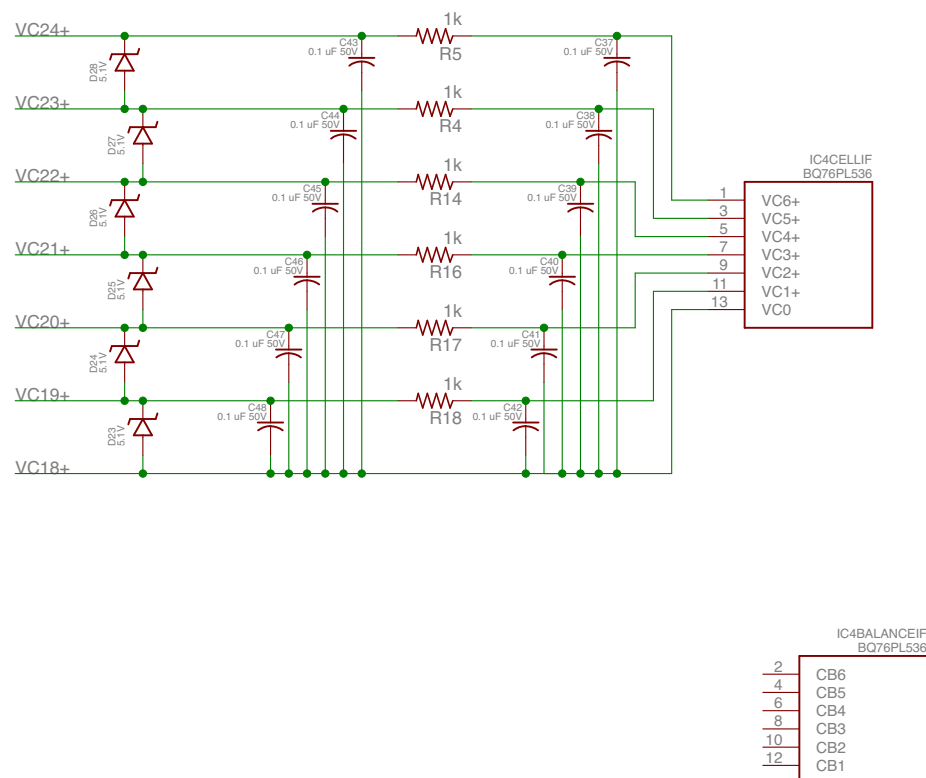 VC24+
1k
R5
C43
0.1 uF 50V
C37
0.1 uF 50V
D28
5.1V
VC23+
1k
R4
C44
0.1 uF 50V
C38
0.1 uF 50V
D27
5.1V
VC22+
1k
R14
C45
0.1 uF 50V
C39
0.1 uF 50V
D26
5.1V
VC21+
1k
R16
C46
0.1 uF 50V
C40
0.1 uF 50V
D25
5.1V
VC20+
1k
R17
C47
0.1 uF 50V
C41
0.1 uF 50V
D24
5.1V
VC19+
1k
R18
C48
0.1 uF 50V
C42
0.1 uF 50V
D23
5.1V
VC18+
IC4CELLIF
BQ76PL536
1 VC6+
3 VC5+
5 VC4+
7 VC3+
9 VC2+
11 VC1+
13 VC0
IC4BALANCEIF
BQ76PL536
2 CB6
4 CB5
6 CB4
8 CB3
10 CB2
12 CB1